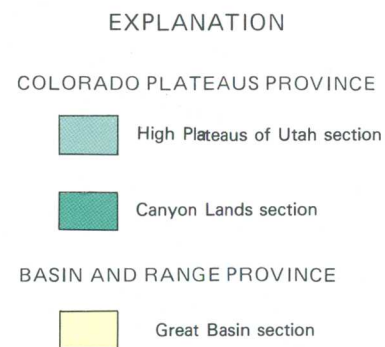 EXPLANATION
COLORADO PLATEAUS PROVINCE
High Plateaus of Utah section
Canyon Lands section
BASIN AND RANGE PROVINCE
Great Basin section